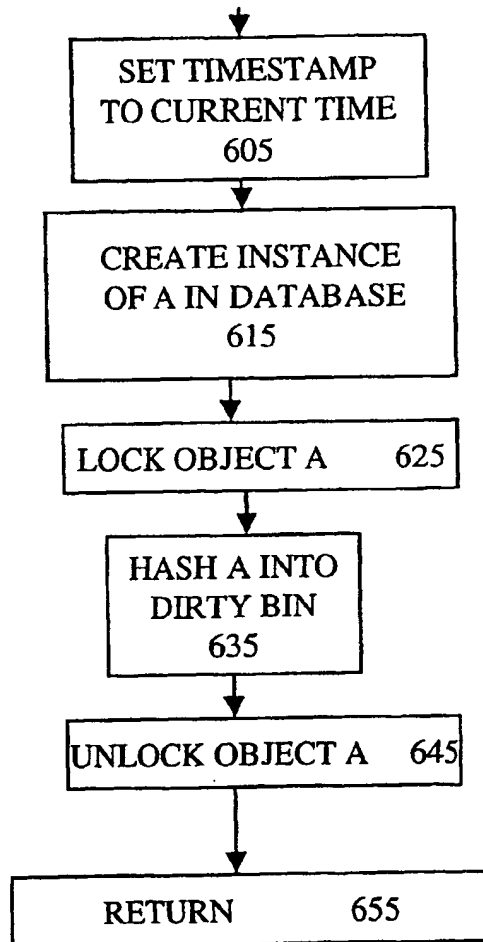 SET TIMESTAMP
TO CURRENT TIME
605
CREATE INSTANCE
OF A IN DATABASE
615
LOCK OBJECT A 625
HASH A INTO
DIRTY BIN
635
UNLOCK OBJECT A 645
RETURN 655